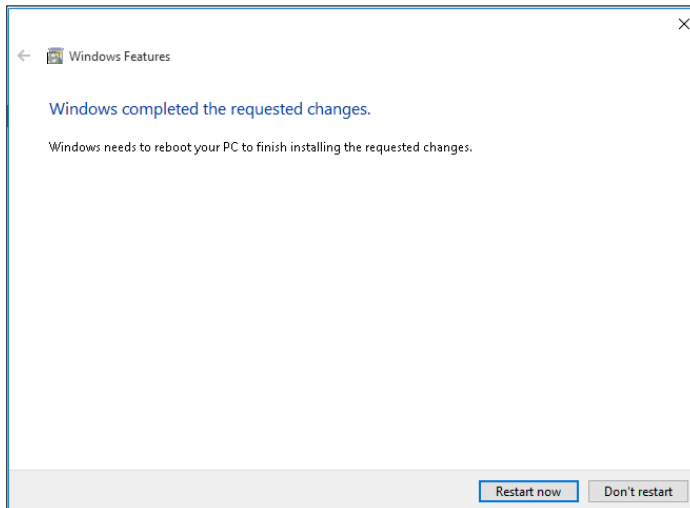 Windows Features
Windows completed the requested changes.
Windows needs to reboot your PC to finish installing the requested changes.
Restart now
Don't restart